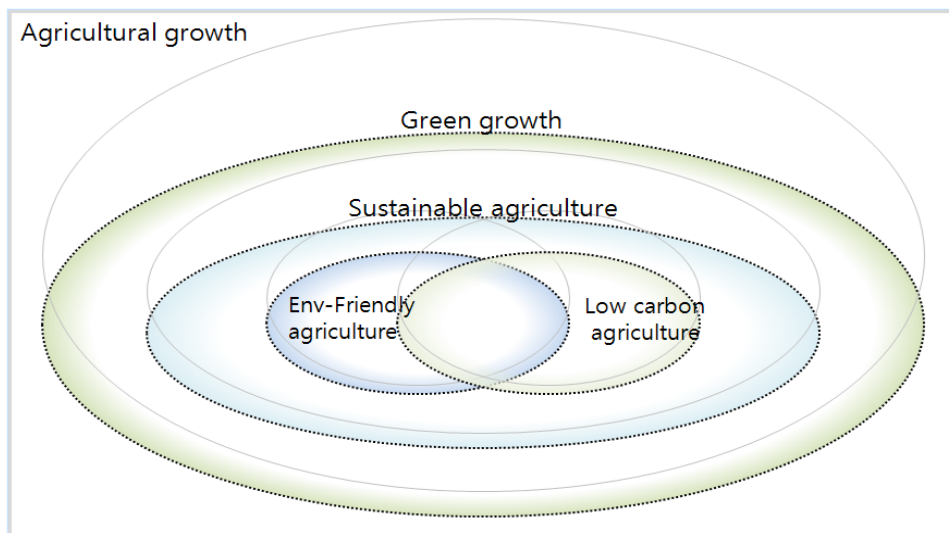 Agricultural growth
Green growth
Sustainable agriculture
Env-Friendly
agriculture
Low carbon
agriculture